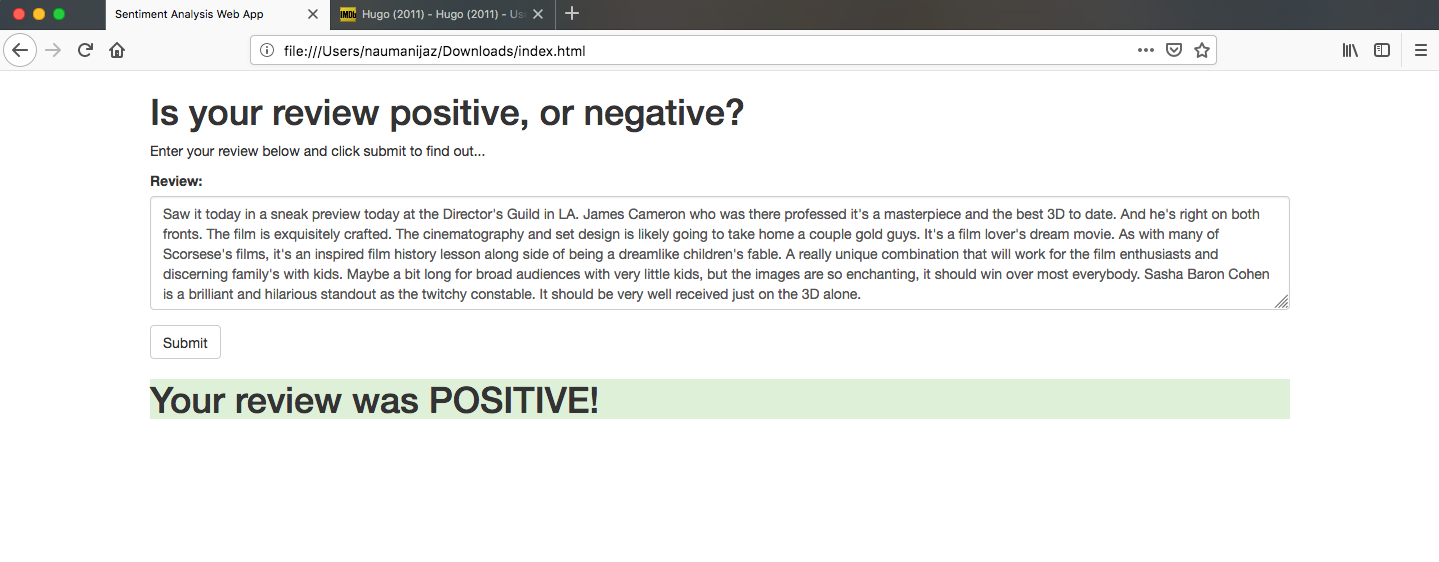 Sentiment Analysis Web App
IMDb Hugo (2011) - Hugo (2011) - Us
file:///Users/naumanijaz/Downloads/index.html
Is your review positive, or negative?
Enter your review below and click submit to find out...
Review:
Saw it today in a sneak preview today at the Director's Guild in LA. James Cameron who was there professed it's a masterpiece and the best 3D to date. And he's right on both
fronts. The film is exquisitely crafted. The cinematography and set design is likely going to take home a couple gold guys. It's a film lover's dream movie. As with many of
Scorsese's films, it's an inspired film history lesson along side of being a dreamlike children's fable. A really unique combination that will work for the film enthusiasts and
discerning family's with kids. Maybe a bit long for broad audiences with very little kids, but the images are so enchanting, it should win over most everybody. Sasha Baron Cohen
is a brilliant and hilarious standout as the twitchy constable. It should be very well received just on the 3D alone.
Submit
Your review was POSITIVE!